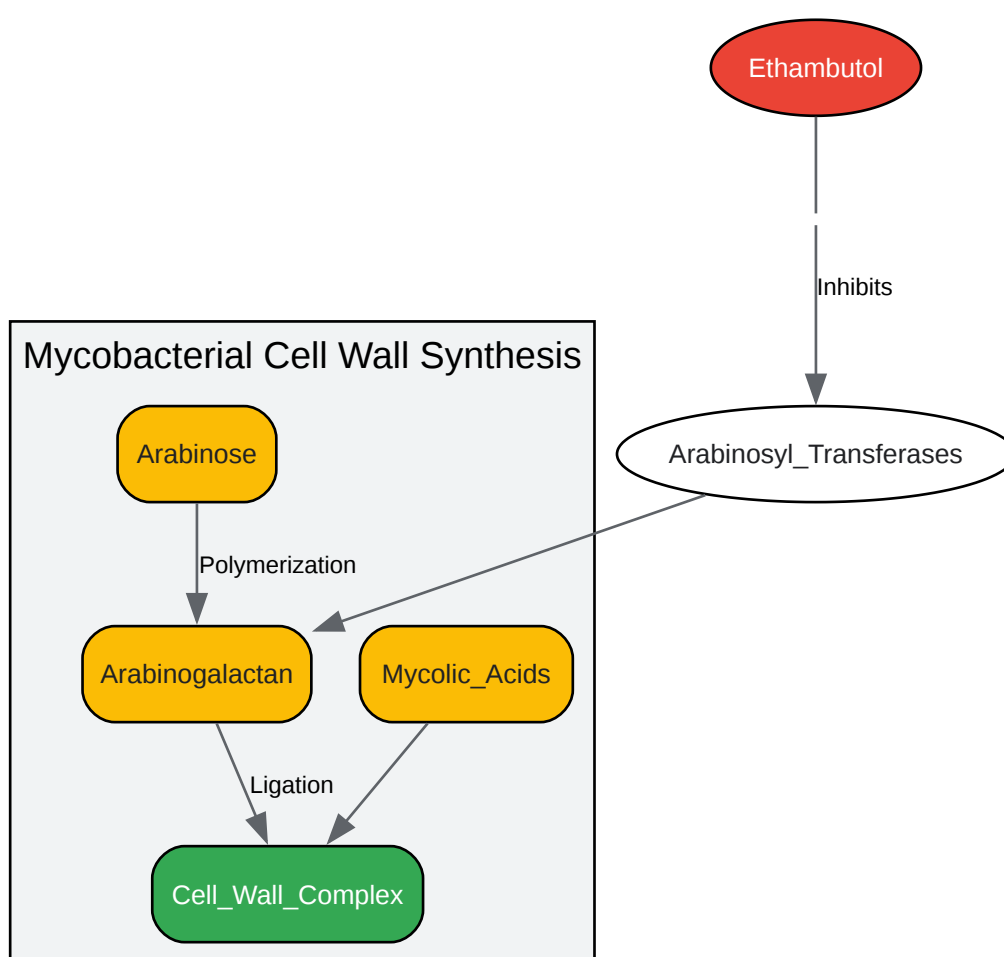 Ethambutol
Inhibits
Mycobacterial Cell Wall Synthesis
Arabinose
Arabinosyl_Transferases
Polymerization
Arabinogalactan
Mycolic_Acids
Ligation
Cell_Wall_Complex